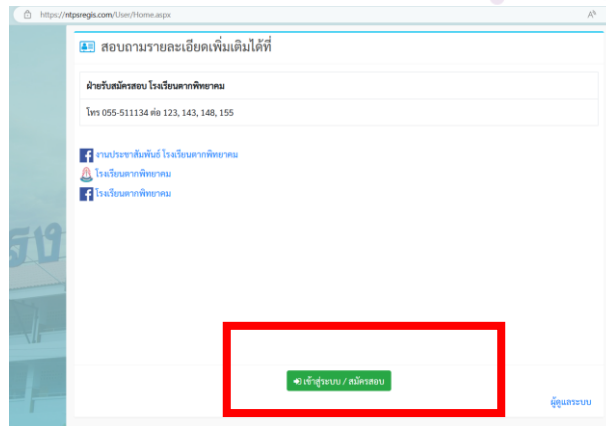 https://ntpsregis.com/User/Home.aspx
A
สอบถามรายละเอียดเพิ่มเติมได้ที่
ฝ่ายรับสมัครสอบ โรงเรียนตากพิทยาคม
โทร 055-511134 ต่อ 123, 143, 148, 155
งานประชาสัมพันธ์ โรงเรียนตากพิทยาคม
โรงเรียนตากพิทยาคม
โรงเรียนตากพิทยาคม
เข้าสู่ระบบ / สมัครสอบ
ผู้ดูแลระบบ